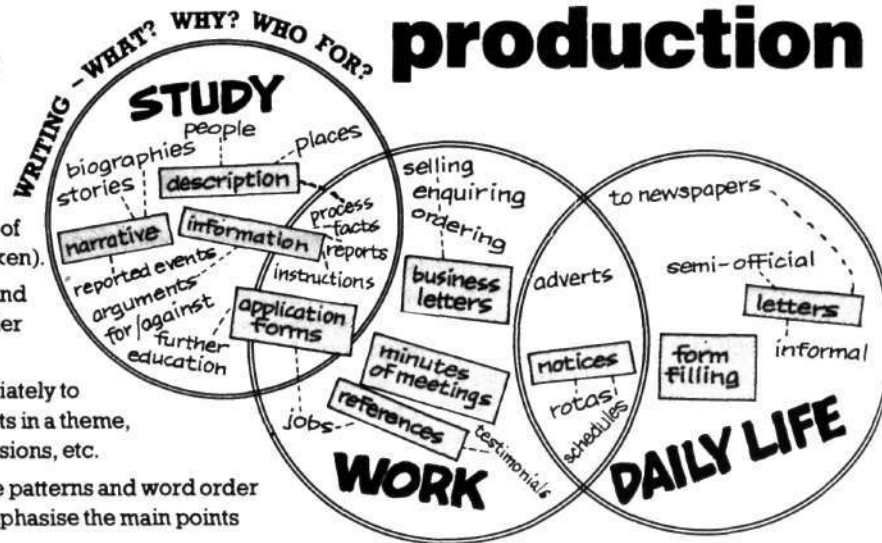 production
WRITING – WHAT? WHY? WHO FOR?
STUDY
people
places
biographies
stories
description
narrative
information
process
facts
reports
instructions
reported events
arguments
for/against
further
education
application
forms
jobs
selling
enquiring
ordering
business
letters
minutes
of meetings
references
testimonials
WORK
adverts
notices
rotas
schedules
to newspapers
semi-official
letters
informal
form
filling
DAILY LIFE
of
ken).
nd
er
iately to
ts in a theme,
sions, etc.
e patterns and word order
phasise the main points